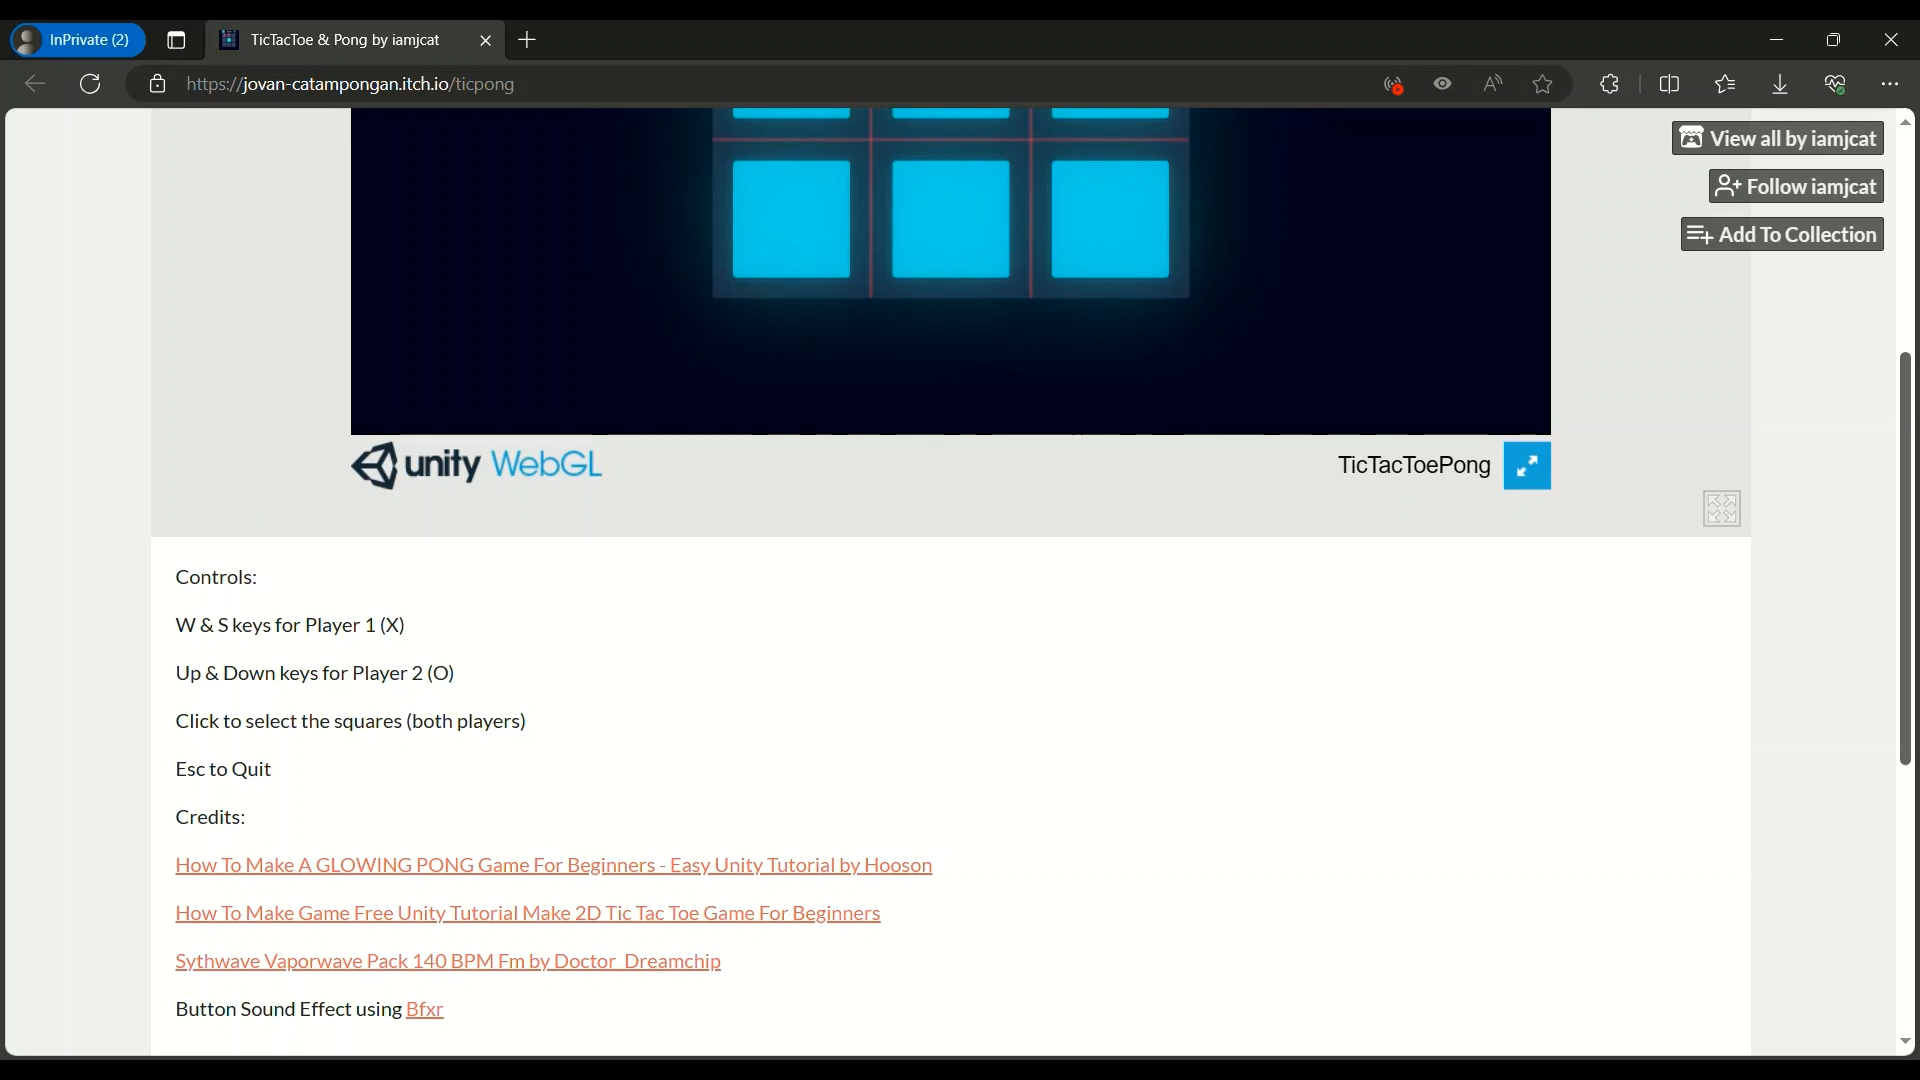 InPrivate (2)
TicTacToe & Pong by iamjcat
https://jovan-catampongan.itch.io/ticpong
View all by iamjcat
Follow iamjcat
Add To Collection
unity WebGL
TicTacToePong
Controls:
W & S keys for Player 1 (X)
Up & Down keys for Player 2 (O)
Click to select the squares (both players)
Esc to Quit
Credits:
How To Make A GLOWING PONG Game For Beginners - Easy Unity Tutorial by Hooson
How To Make Game Free Unity Tutorial Make 2D Tic Tac Toe Game For Beginners
Sythwave Vaporwave Pack 140 BPM Fm by Doctor_Dreamchip
Button Sound Effect using Bfxr